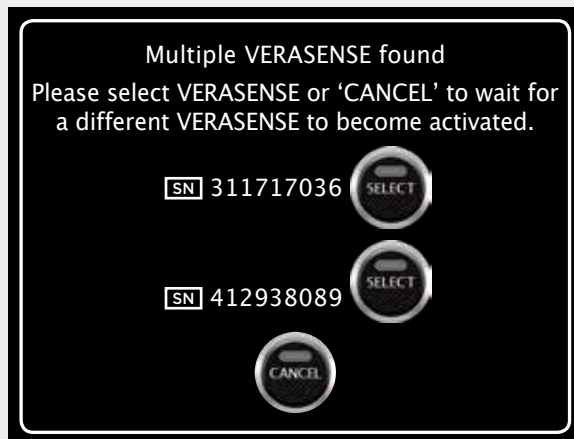 Multiple VERASENSE found
Please select VERASENSE or ‘CANCEL’ to wait for
a different VERASENSE to become activated.
SN 311717036 SELECT
SN 412938089 SELECT
CANCEL